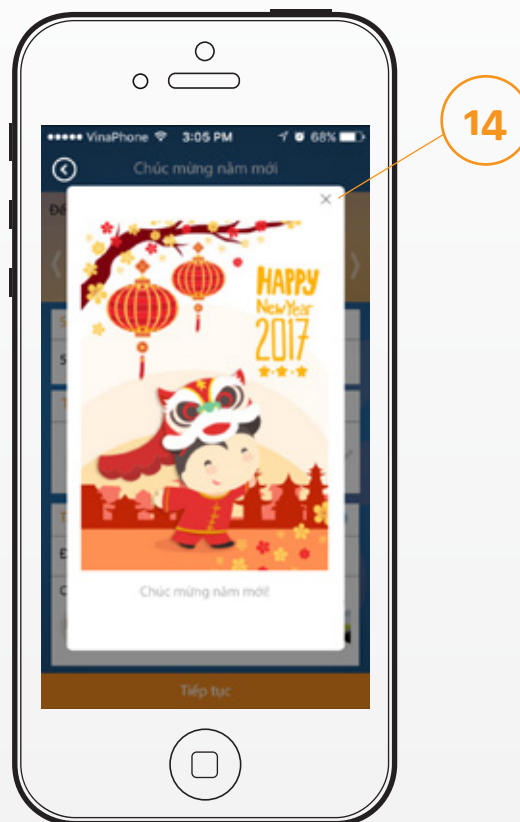 14
VinaPhone 3:05 PM 68%
Chúc mừng năm mới
Đế
HAPPY
New Year
2017
Chúc mừng năm mới!
Tiếp tục